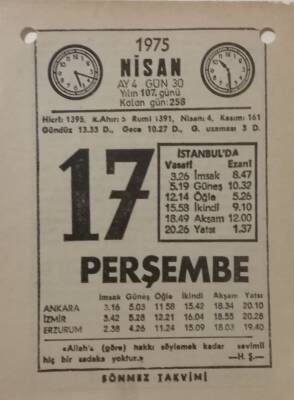 1975
NİSAN
AY 4 GÜN 30
Yılın 107. günü
Kalan gün: 258
Hicri: 1395, R.Ahır: 5 Rumi 1391, Nisan: 4, Kasım: 161
Gündüz 13.33 D., Gece 10.27 D., G. uzaması 3 D.
17
İSTANBUL'DA
Vasati Ezani
3.26 İmsak 8.47
5.19 Güneş 10.32
12.14 Öğle 5.26
15.58 İkindi 9.10
18.49 Akşam 12.00
20.26 Yatsı 1.37
PERŞEMBE
İmsak Güneş Öğle İkindi Akşam Yatsı
ANKARA 3.16 5.03 11.58 15.42 18.34 20.10
İZMİR 3.42 5.28 12.21 16.04 18.55 20.28
ERZURUM 2.38 4.26 11.24 15.09 18.03 19.40
«Allah'a (göre) hakkı söylemek kadar sevimli
hiç bir sadaka yoktur.» —H. Ş.—
SÖNMEZ TAKVİMİ